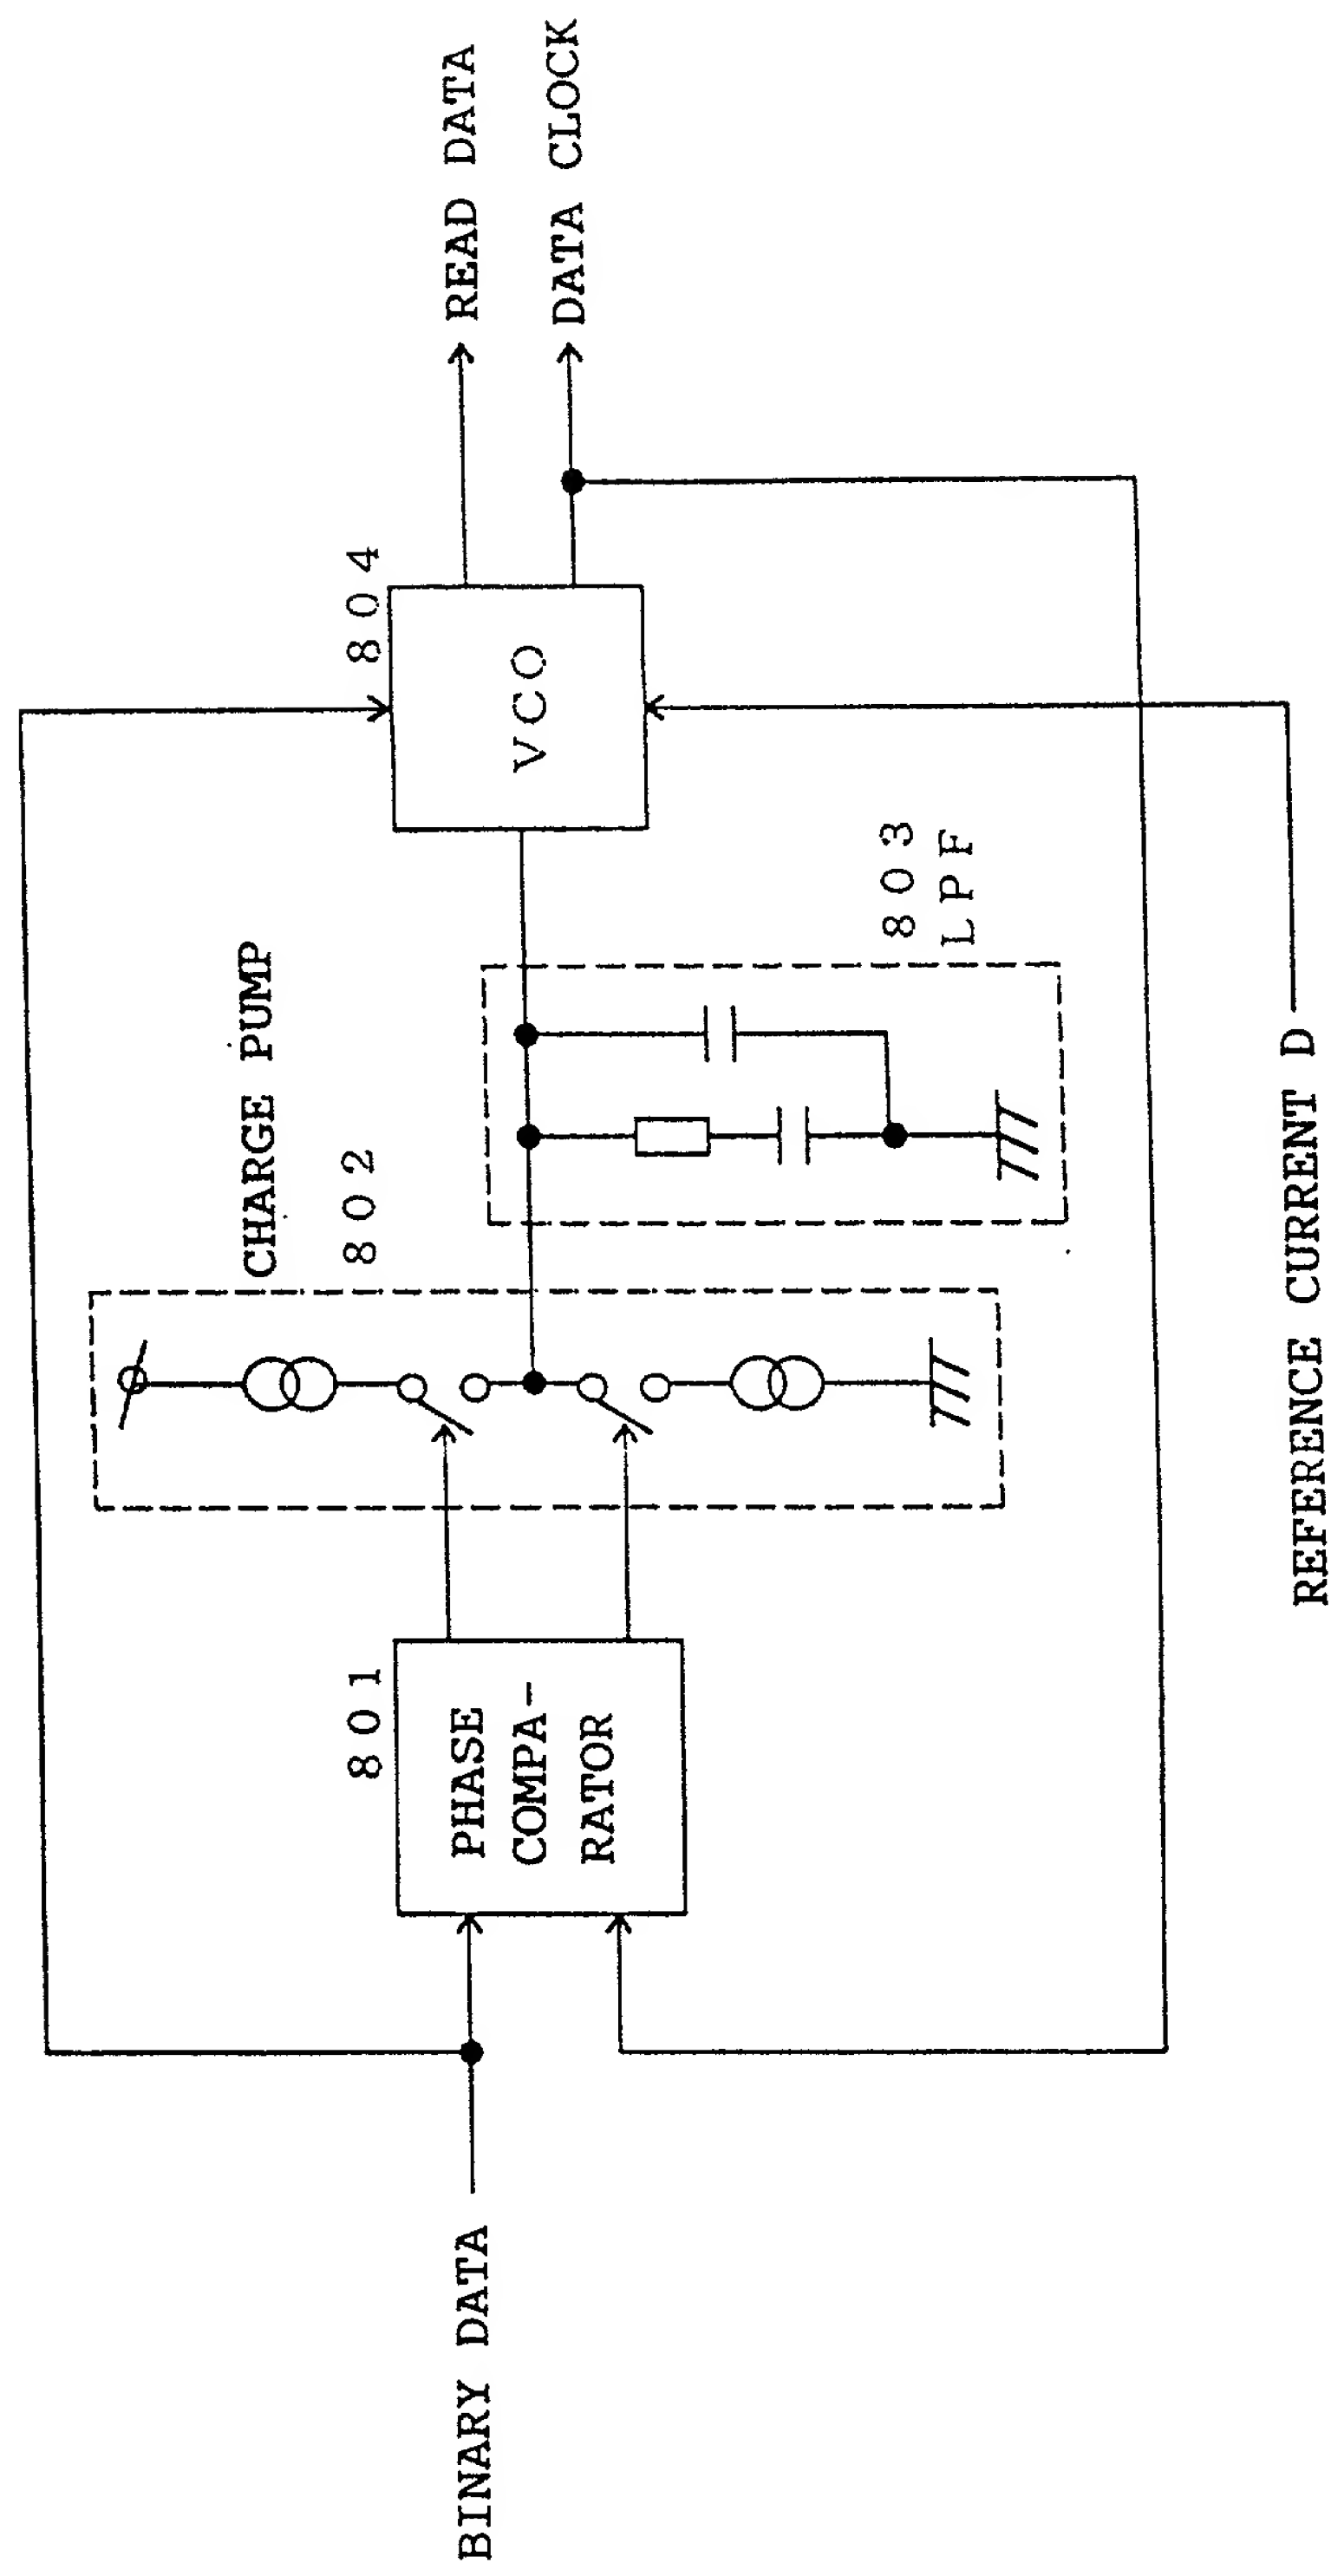 BINARY DATA
801
PHASE
COMPA-
RATOR
CHARGE PUMP
802
803
LPF
804
VCO
READ DATA
DATA CLOCK
REFERENCE CURRENT D